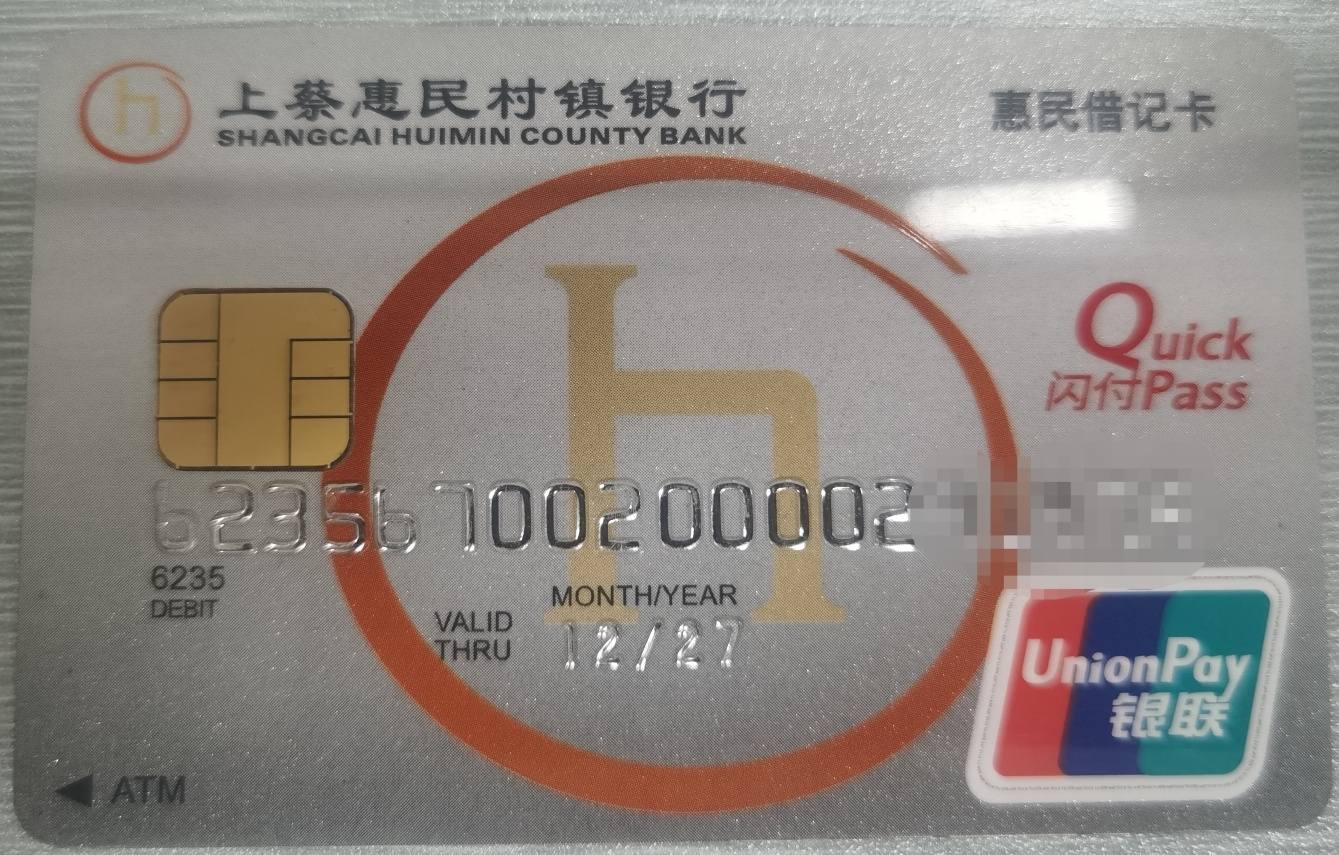 上蔡惠民村镇银行
SHANGCAI HUIMIN COUNTY BANK
惠民借记卡
Quick
闪付Pass
62356700200002
6235
DEBIT
MONTH/YEAR
VALID
THRU
12/27
UnionPay
银联
ATM